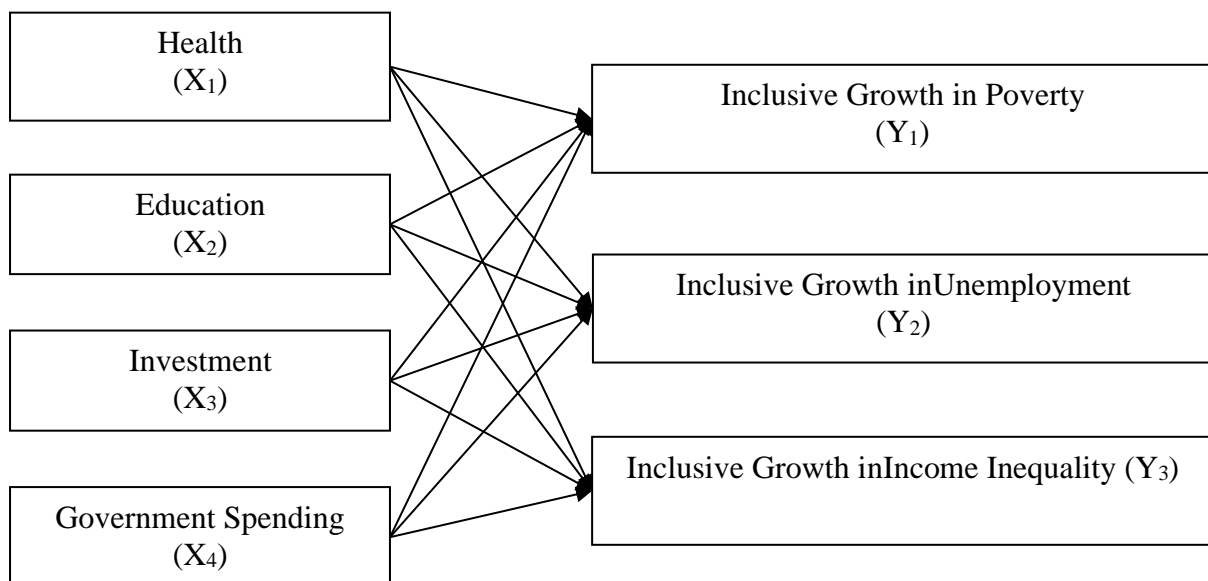 Health
(X₁)
Education
(X₂)
Investment
(X₃)
Government Spending
(X₄)
Inclusive Growth in Poverty
(Y₁)
Inclusive Growth inUnemployment
(Y₂)
Inclusive Growth inIncome Inequality (Y₃)